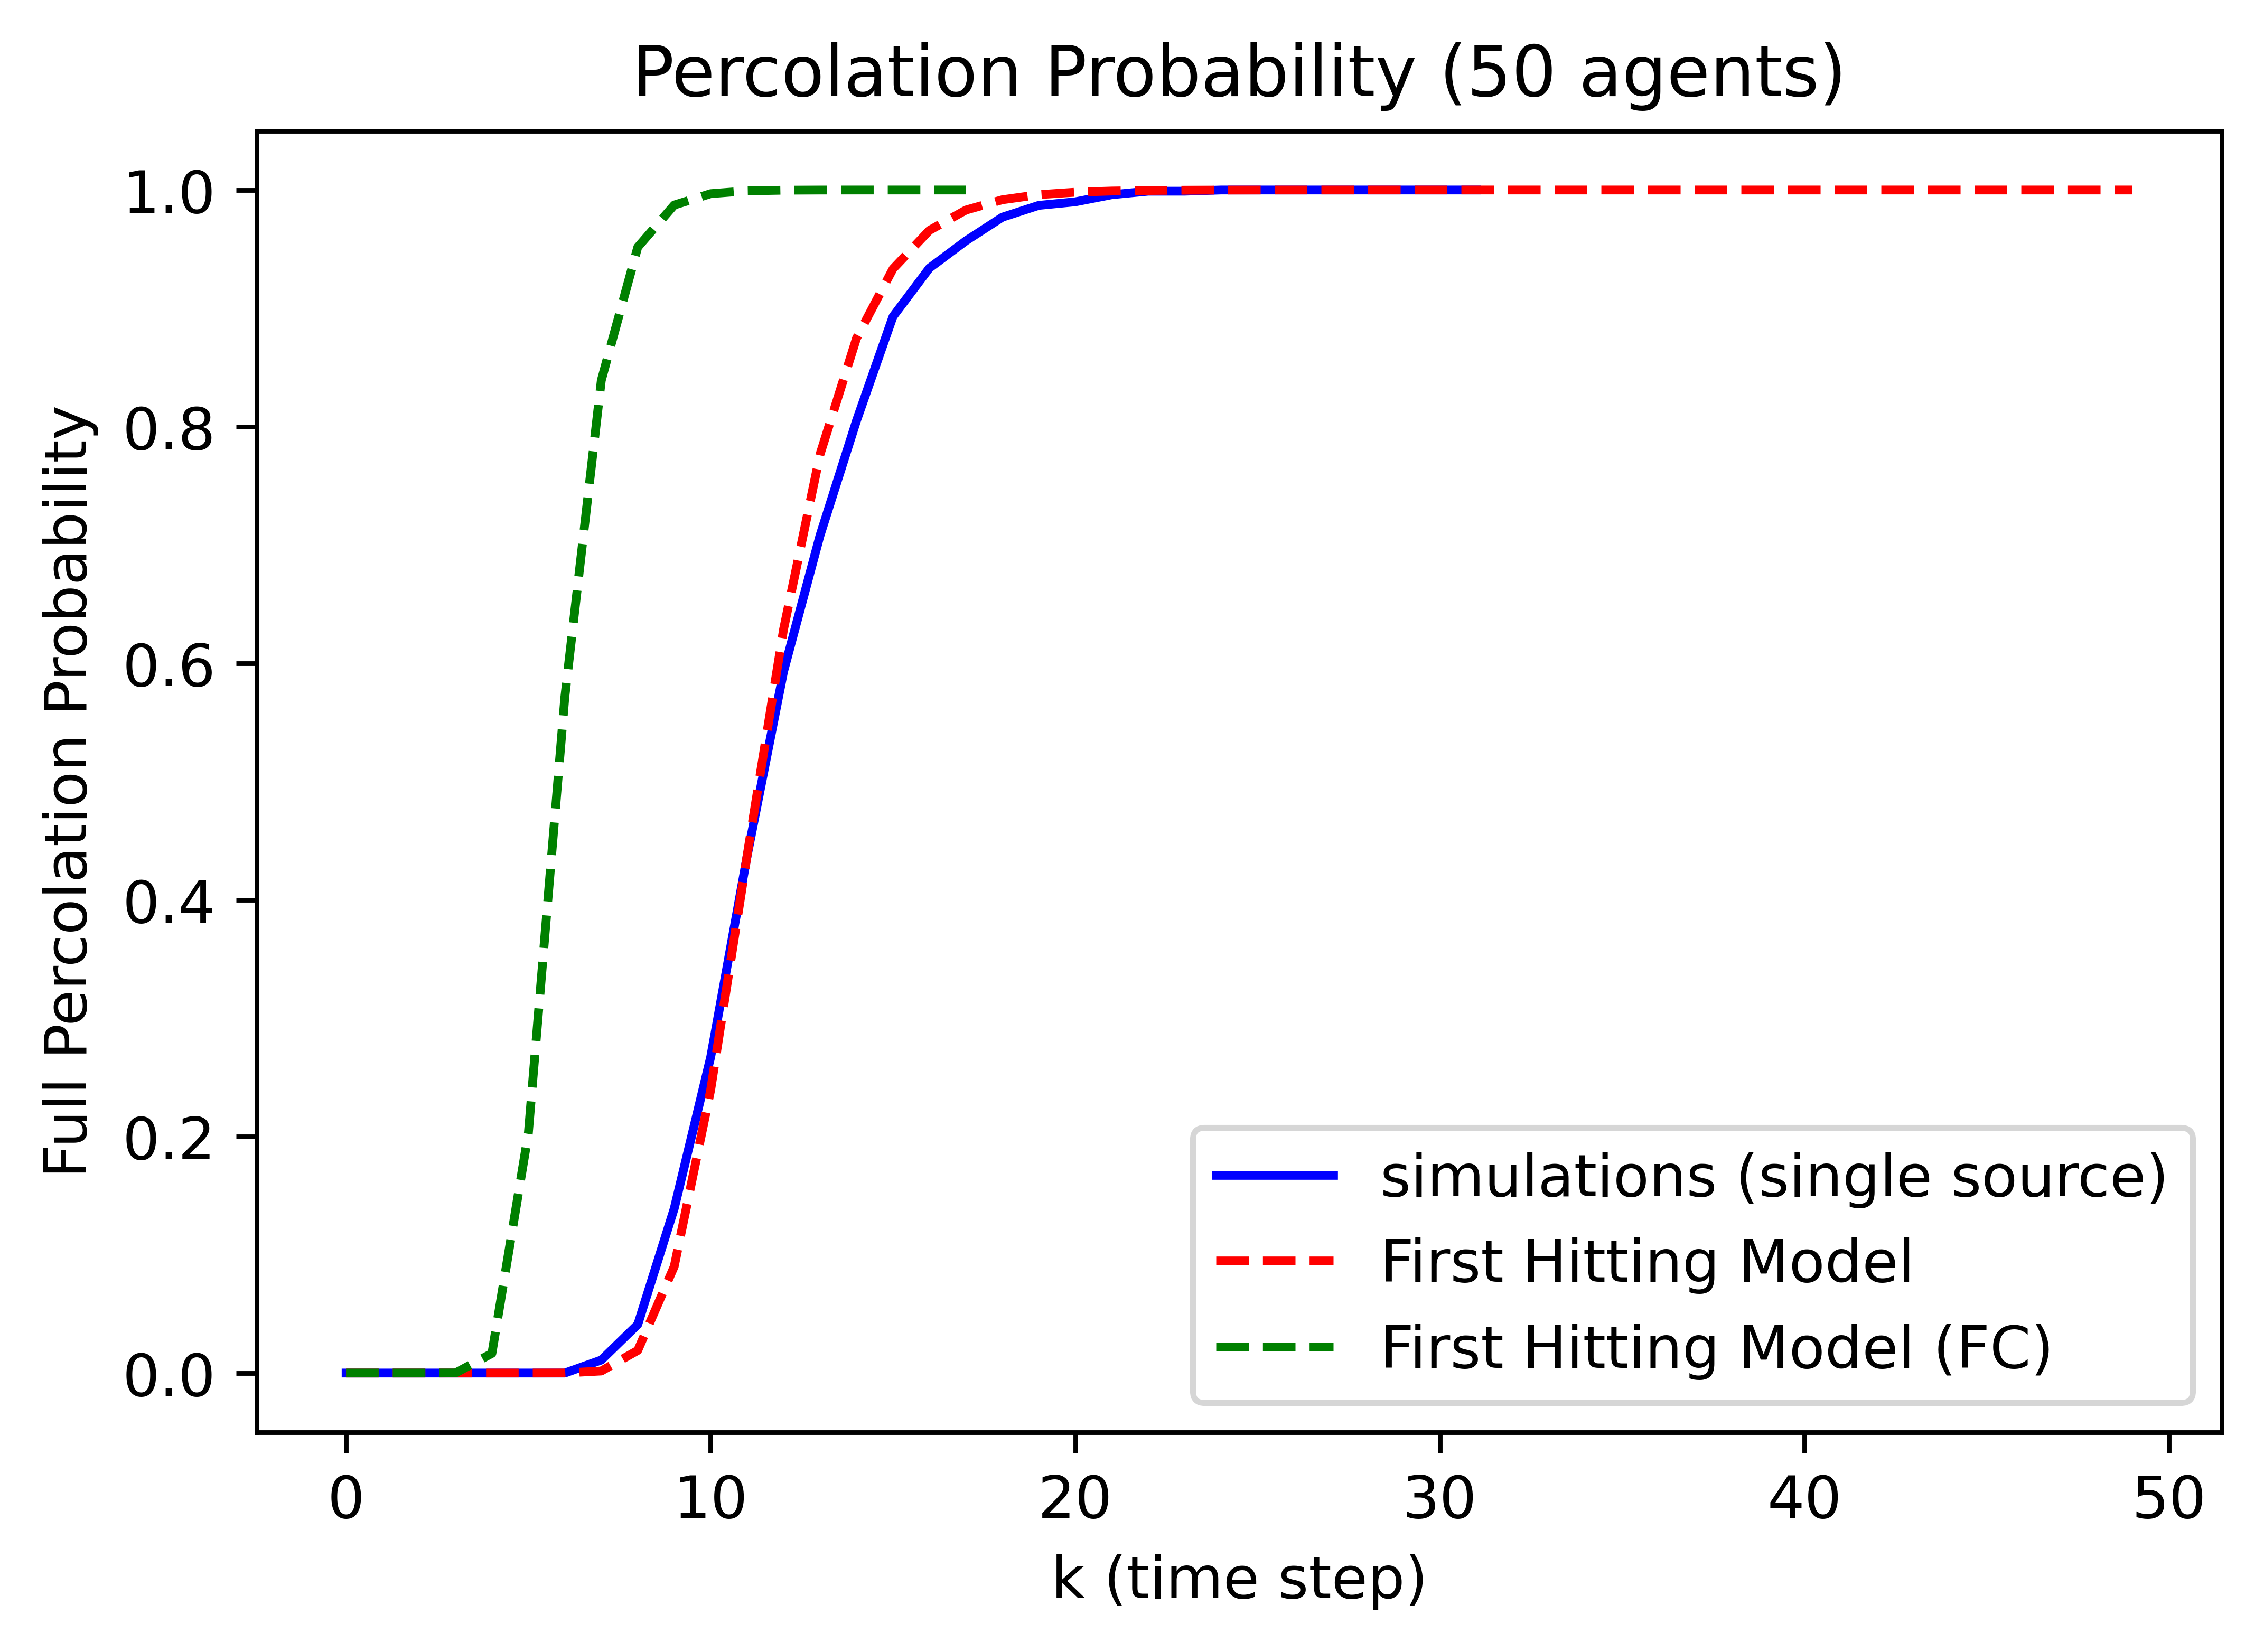 Percolation Probability (50 agents)
Full Percolation Probability
1.0
0.8
0.6
0.4
0.2
0.0
simulations (single source)
First Hitting Model
First Hitting Model (FC)
0 10 20 30 40 50
k (time step)